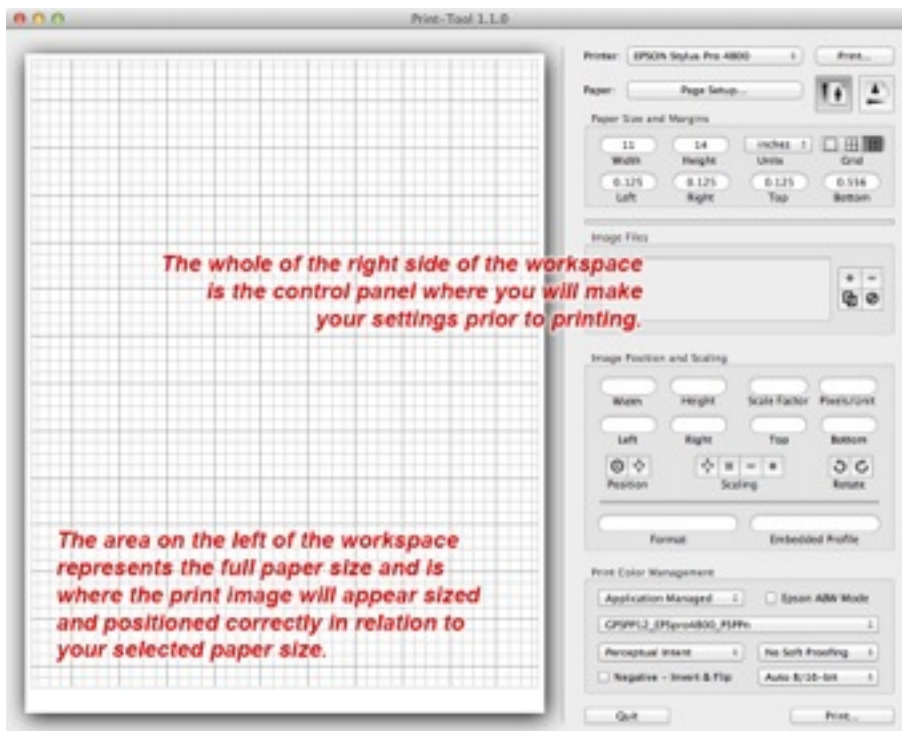 Print-Tool 1.1.0
Printer: EPSON Stylus Pro 4800 Print...
Paper: Page Setup...
Paper Size and Margins
11 14 inches
Width Height Units Grid
0.125 0.125 0.125 0.556
Left Right Top Bottom
Image Files
The whole of the right side of the workspace
is the control panel where you will make
your settings prior to printing.
Image Position and Scaling
Width Height Scale Factor Pixels/Unit
Left Right Top Bottom
Position Scaling Rotate
Format Embedded Profile
The area on the left of the workspace
represents the full paper size and is
where the print image will appear sized
and positioned correctly in relation to
your selected paper size.
Print Color Management
Application Managed Epson ABW Mode
GPSPP12_EPSpro4800_PSPPn
Perceptual Intent No Soft Proofing
Negative - Invert & Flip Auto 8/16-bit
Quit Print...